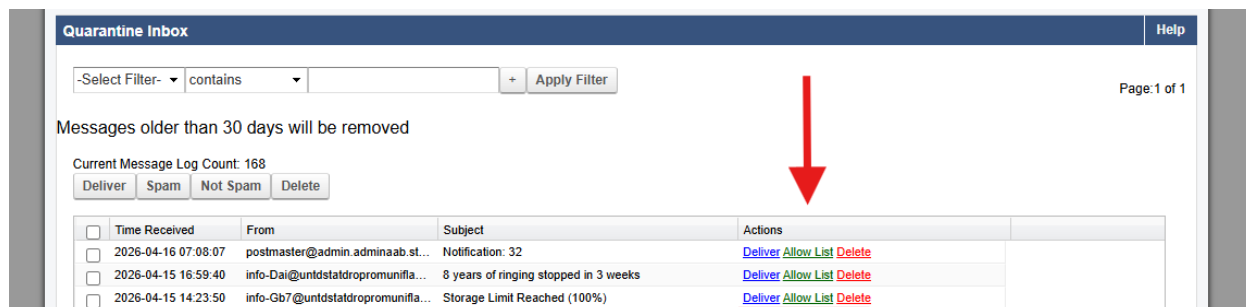 Quarantine Inbox Help
-Select Filter- contains + Apply Filter
Page:1 of 1
Messages older than 30 days will be removed
Current Message Log Count: 168
Deliver Spam Not Spam Delete
Time Received From Subject Actions
2026-04-16 07:08:07 postmaster@admin.adminaab.st... Notification: 32 Deliver Allow List Delete
2026-04-15 16:59:40 info-Dai@untdstatdropromunifla... 8 years of ringing stopped in 3 weeks Deliver Allow List Delete
2026-04-15 14:23:50 info-Gb7@untdstatdropromunifla... Storage Limit Reached (100%) Deliver Allow List Delete